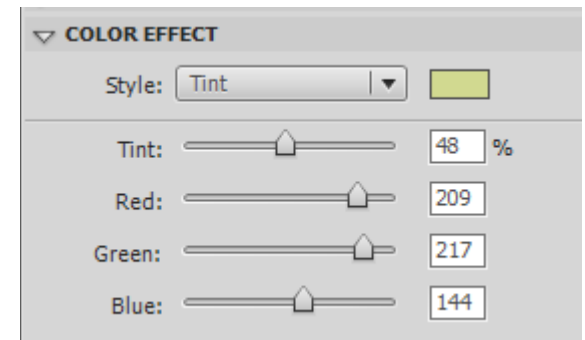 COLOR EFFECT
Style: Tint
Tint: 48 %
Red: 209
Green: 217
Blue: 144